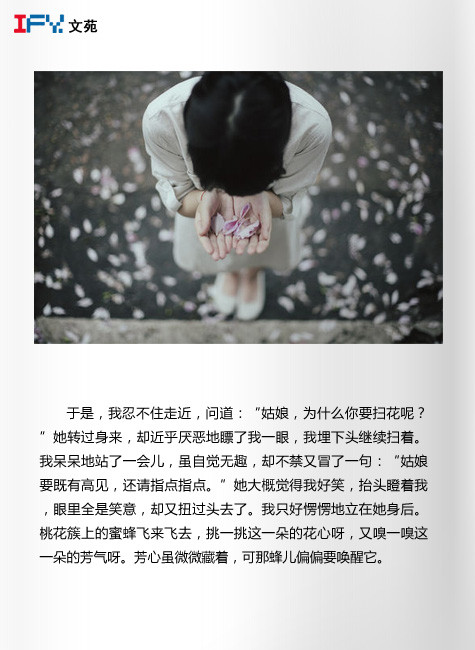 IFY.文苑
于是，我忍不住走近，问道：“姑娘，为什么你要扫花呢？
”她转过身来，却近乎厌恶地瞟了我一眼，我埋下头继续扫着。
我呆呆地站了一会儿，虽自觉无趣，却不禁又冒了一句：“姑娘
要既有高见，还请指点指点。”她大概觉得我好笑，抬头瞪着我
，眼里全是笑意，却又扭过头去了。我只好愣愣地立在她身后。
桃花簇上的蜜蜂飞来飞去，挑一挑这一朵的花心呀，又嗅一嗅这
一朵的芳气呀。芳心虽微微藏着，可那蜂儿偏偏要唤醒它。